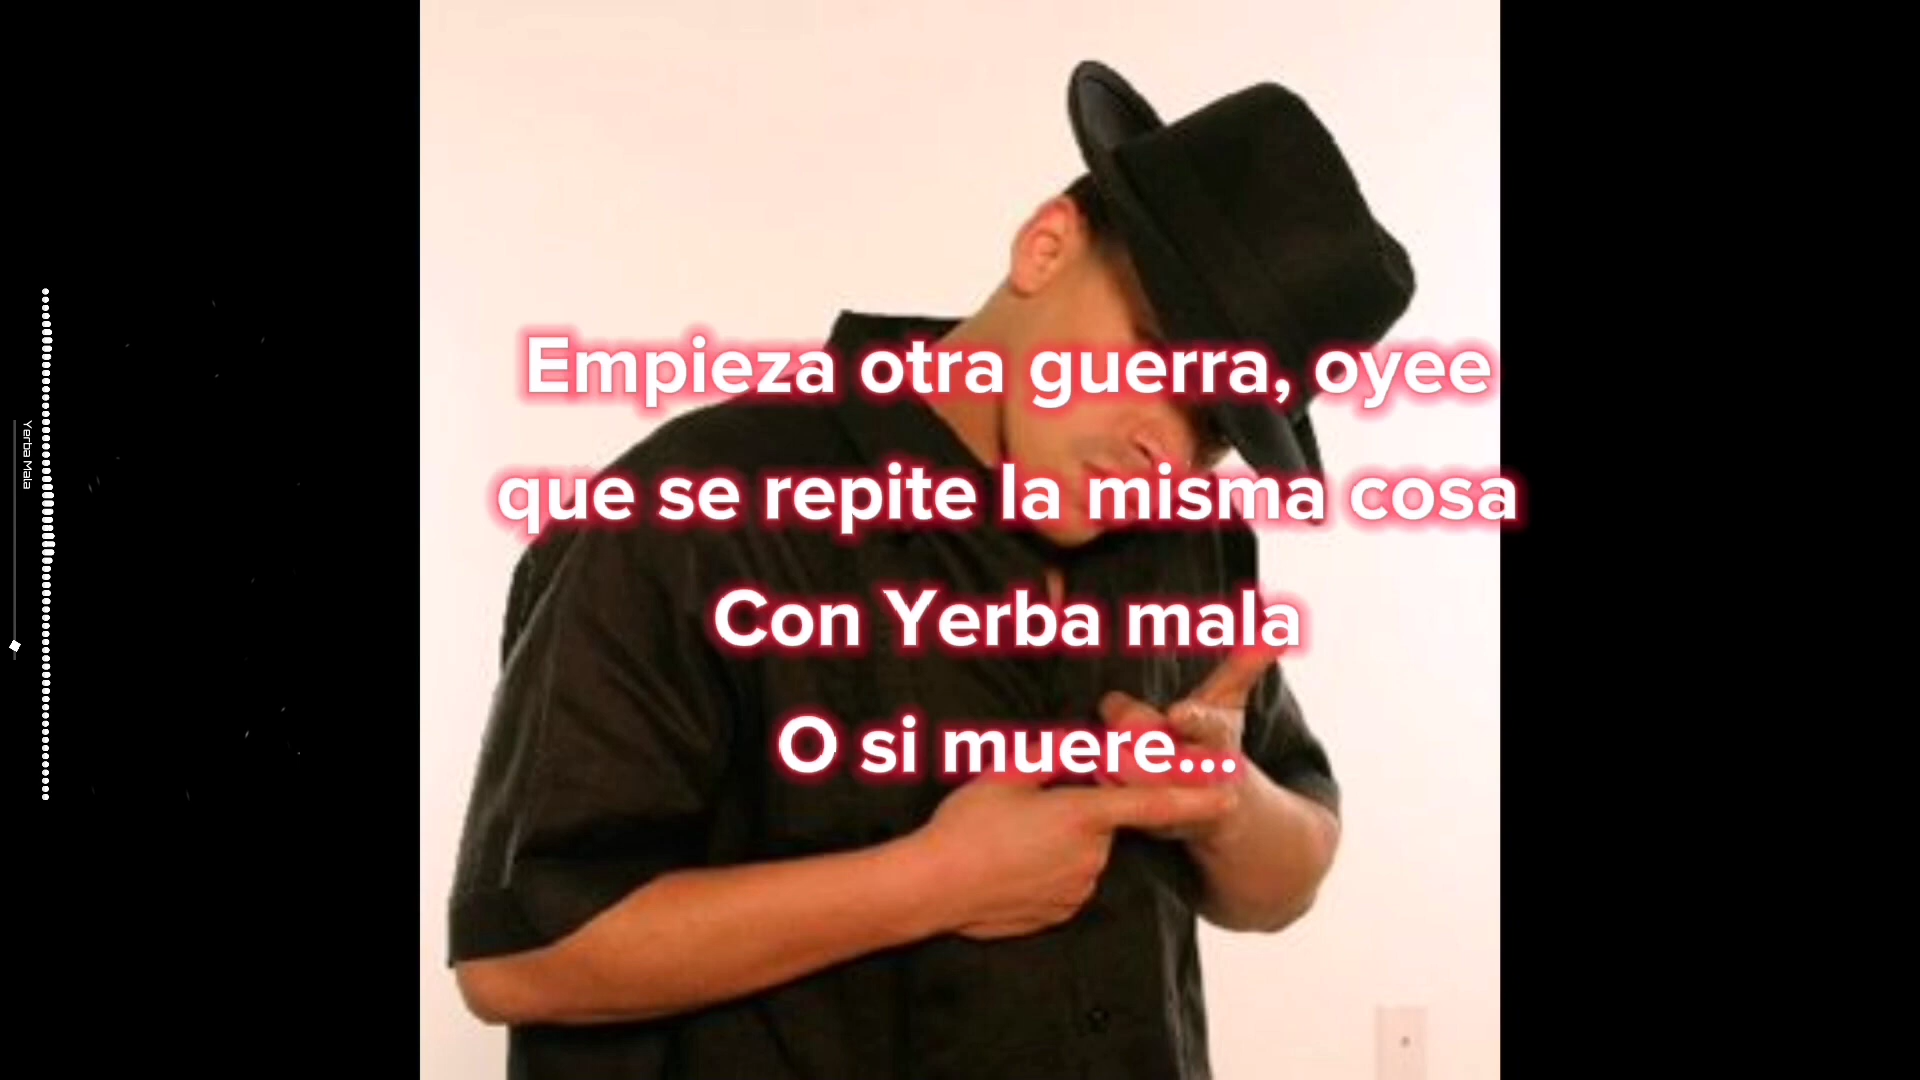 Empieza otra guerra, oyee
que se repite la misma cosa
Con Yerba mala
O si muere...
Yerba Mala